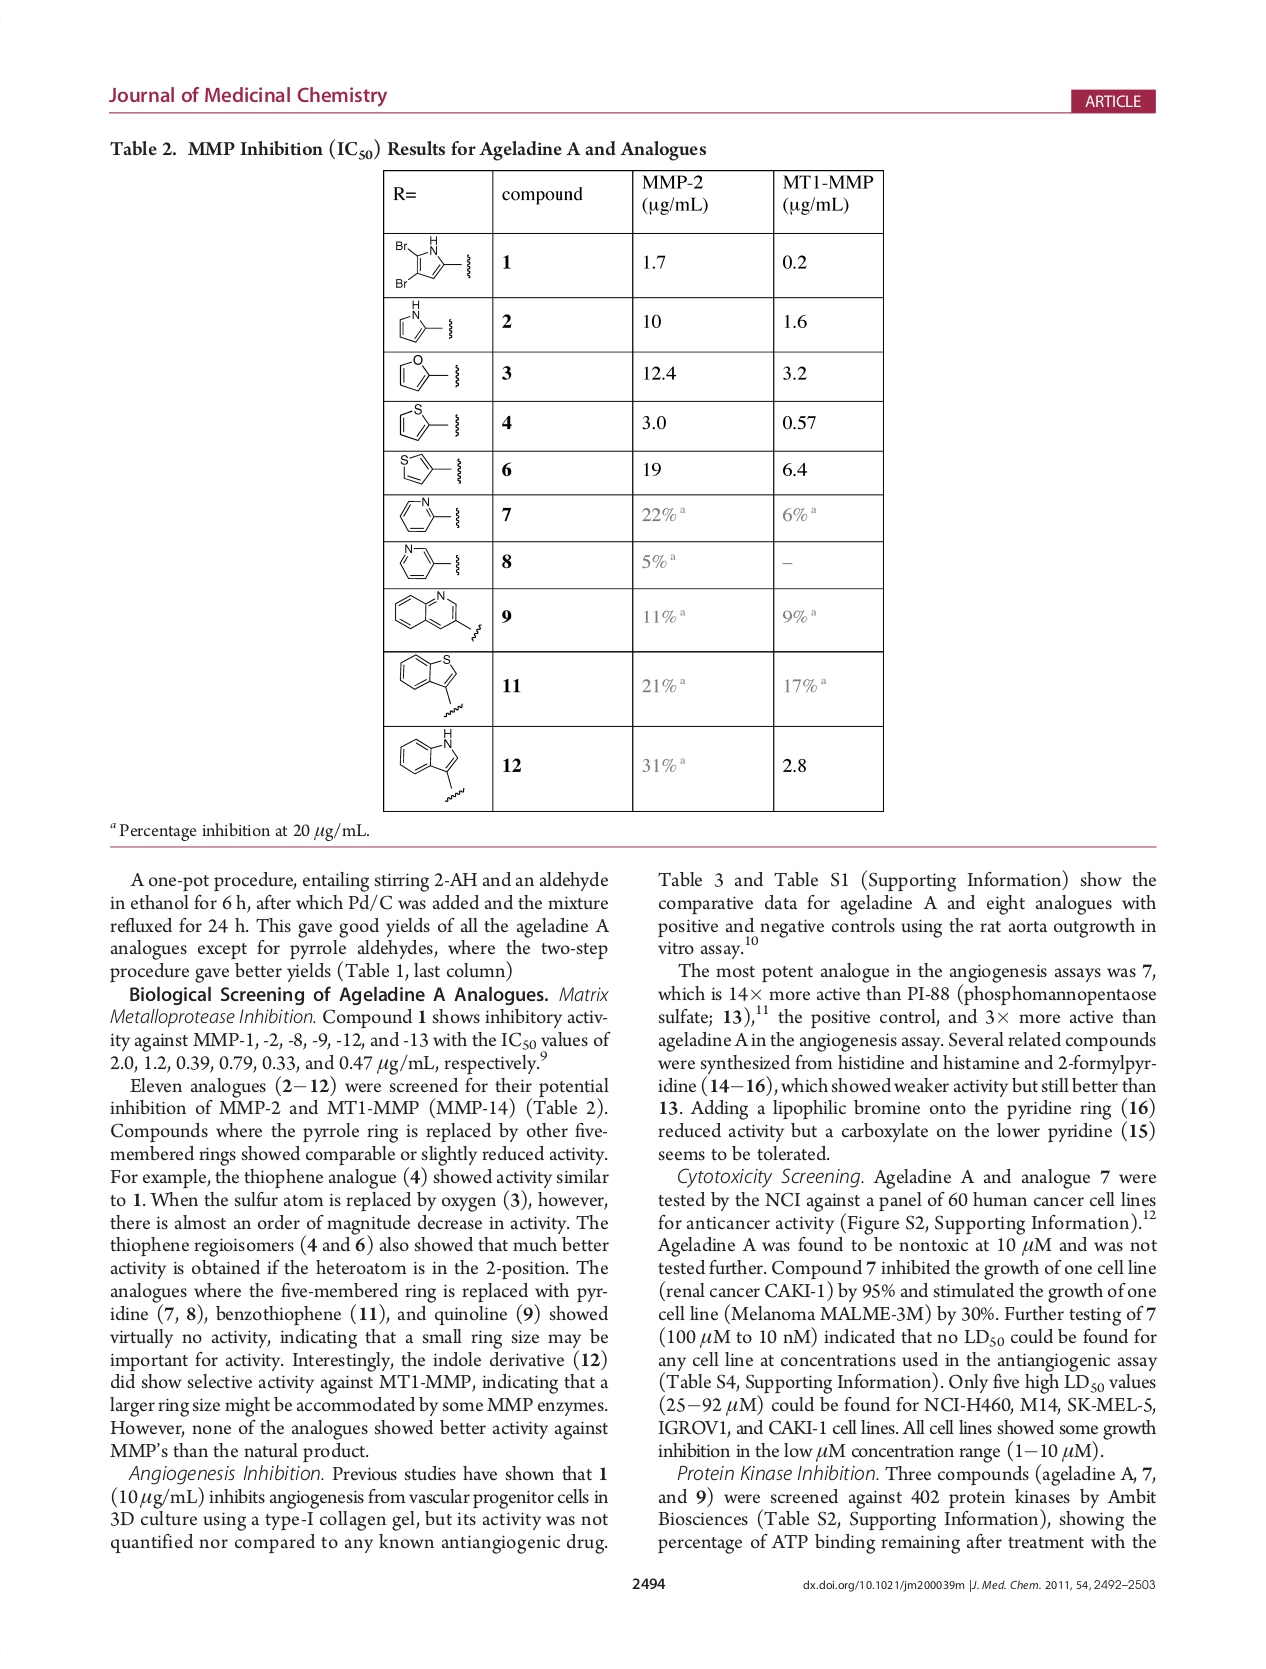 Journal of Medicinal Chemistry
ARTICLE
Table 2. MMP Inhibition (IC50) Results for Ageladine A and Analogues
R=
compound
MMP-2
(μg/mL)
MT1-MMP
(μg/mL)
Br
Br
H
N
1
1.7
0.2
H
N
2
10
1.6
O
3
12.4
3.2
S
4
3.0
0.57
S
6
19
6.4
N
7
22% a
6% a
N
8
5% a
–
N
9
11% a
9% a
S
11
21% a
17% a
H
N
12
31% a
2.8
a Percentage inhibition at 20 μg/mL.
A one-pot procedure, entailing stirring 2-AH and an aldehyde
in ethanol for 6 h, after which Pd/C was added and the mixture
refluxed for 24 h. This gave good yields of all the ageladine A
analogues except for pyrrole aldehydes, where the two-step
procedure gave better yields (Table 1, last column)
Biological Screening of Ageladine A Analogues. Matrix
Metalloprotease Inhibition. Compound 1 shows inhibitory activ-
ity against MMP-1, -2, -8, -9, -12, and -13 with the IC50 values of
2.0, 1.2, 0.39, 0.79, 0.33, and 0.47 μg/mL, respectively.9
Eleven analogues (2−12) were screened for their potential
inhibition of MMP-2 and MT1-MMP (MMP-14) (Table 2).
Compounds where the pyrrole ring is replaced by other five-
membered rings showed comparable or slightly reduced activity.
For example, the thiophene analogue (4) showed activity similar
to 1. When the sulfur atom is replaced by oxygen (3), however,
there is almost an order of magnitude decrease in activity. The
thiophene regioisomers (4 and 6) also showed that much better
activity is obtained if the heteroatom is in the 2-position. The
analogues where the five-membered ring is replaced with pyr-
idine (7, 8), benzothiophene (11), and quinoline (9) showed
virtually no activity, indicating that a small ring size may be
important for activity. Interestingly, the indole derivative (12)
did show selective activity against MT1-MMP, indicating that a
larger ring size might be accommodated by some MMP enzymes.
However, none of the analogues showed better activity against
MMP's than the natural product.
Angiogenesis Inhibition. Previous studies have shown that 1
(10 μg/mL) inhibits angiogenesis from vascular progenitor cells in
3D culture using a type-I collagen gel, but its activity was not
quantified nor compared to any known antiangiogenic drug.
Table 3 and Table S1 (Supporting Information) show the
comparative data for ageladine A and eight analogues with
positive and negative controls using the rat aorta outgrowth in
vitro assay.10
The most potent analogue in the angiogenesis assays was 7,
which is 14× more active than PI-88 (phosphomannopentaose
sulfate; 13),11 the positive control, and 3× more active than
ageladine A in the angiogenesis assay. Several related compounds
were synthesized from histidine and histamine and 2-formylpyr-
idine (14−16), which showed weaker activity but still better than
13. Adding a lipophilic bromine onto the pyridine ring (16)
reduced activity but a carboxylate on the lower pyridine (15)
seems to be tolerated.
Cytotoxicity Screening. Ageladine A and analogue 7 were
tested by the NCI against a panel of 60 human cancer cell lines
for anticancer activity (Figure S2, Supporting Information).12
Ageladine A was found to be nontoxic at 10 μM and was not
tested further. Compound 7 inhibited the growth of one cell line
(renal cancer CAKI-1) by 95% and stimulated the growth of one
cell line (Melanoma MALME-3M) by 30%. Further testing of 7
(100 μM to 10 nM) indicated that no LD50 could be found for
any cell line at concentrations used in the antiangiogenic assay
(Table S4, Supporting Information). Only five high LD50 values
(25−92 μM) could be found for NCI-H460, M14, SK-MEL-5,
IGROV1, and CAKI-1 cell lines. All cell lines showed some growth
inhibition in the low μM concentration range (1−10 μM).
Protein Kinase Inhibition. Three compounds (ageladine A, 7,
and 9) were screened against 402 protein kinases by Ambit
Biosciences (Table S2, Supporting Information), showing the
percentage of ATP binding remaining after treatment with the
2494
dx.doi.org/10.1021/jm200039m |J. Med. Chem. 2011, 54, 2492–2503